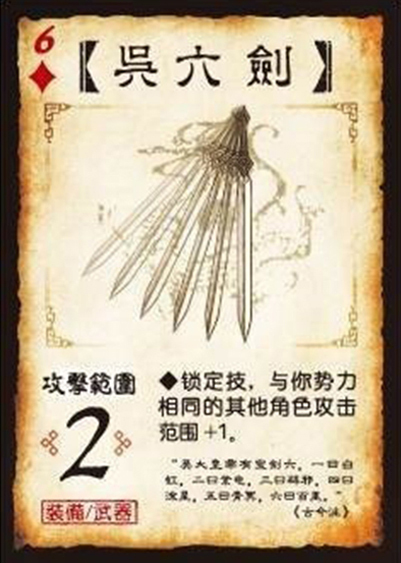 6
【吳六劍】
攻擊範圍
2
裝備/武器
◆锁定技，与你势力
相同的其他角色攻击
范围+1。
“吳大皇帝有寶劍六，一曰白
虹，二曰紫電，三曰辟邪，四曰
流星，五曰青冥，六曰百里。”
《古今注》